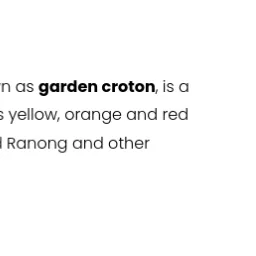 as garden croton, is a
yellow, orange and red
Ranong and other